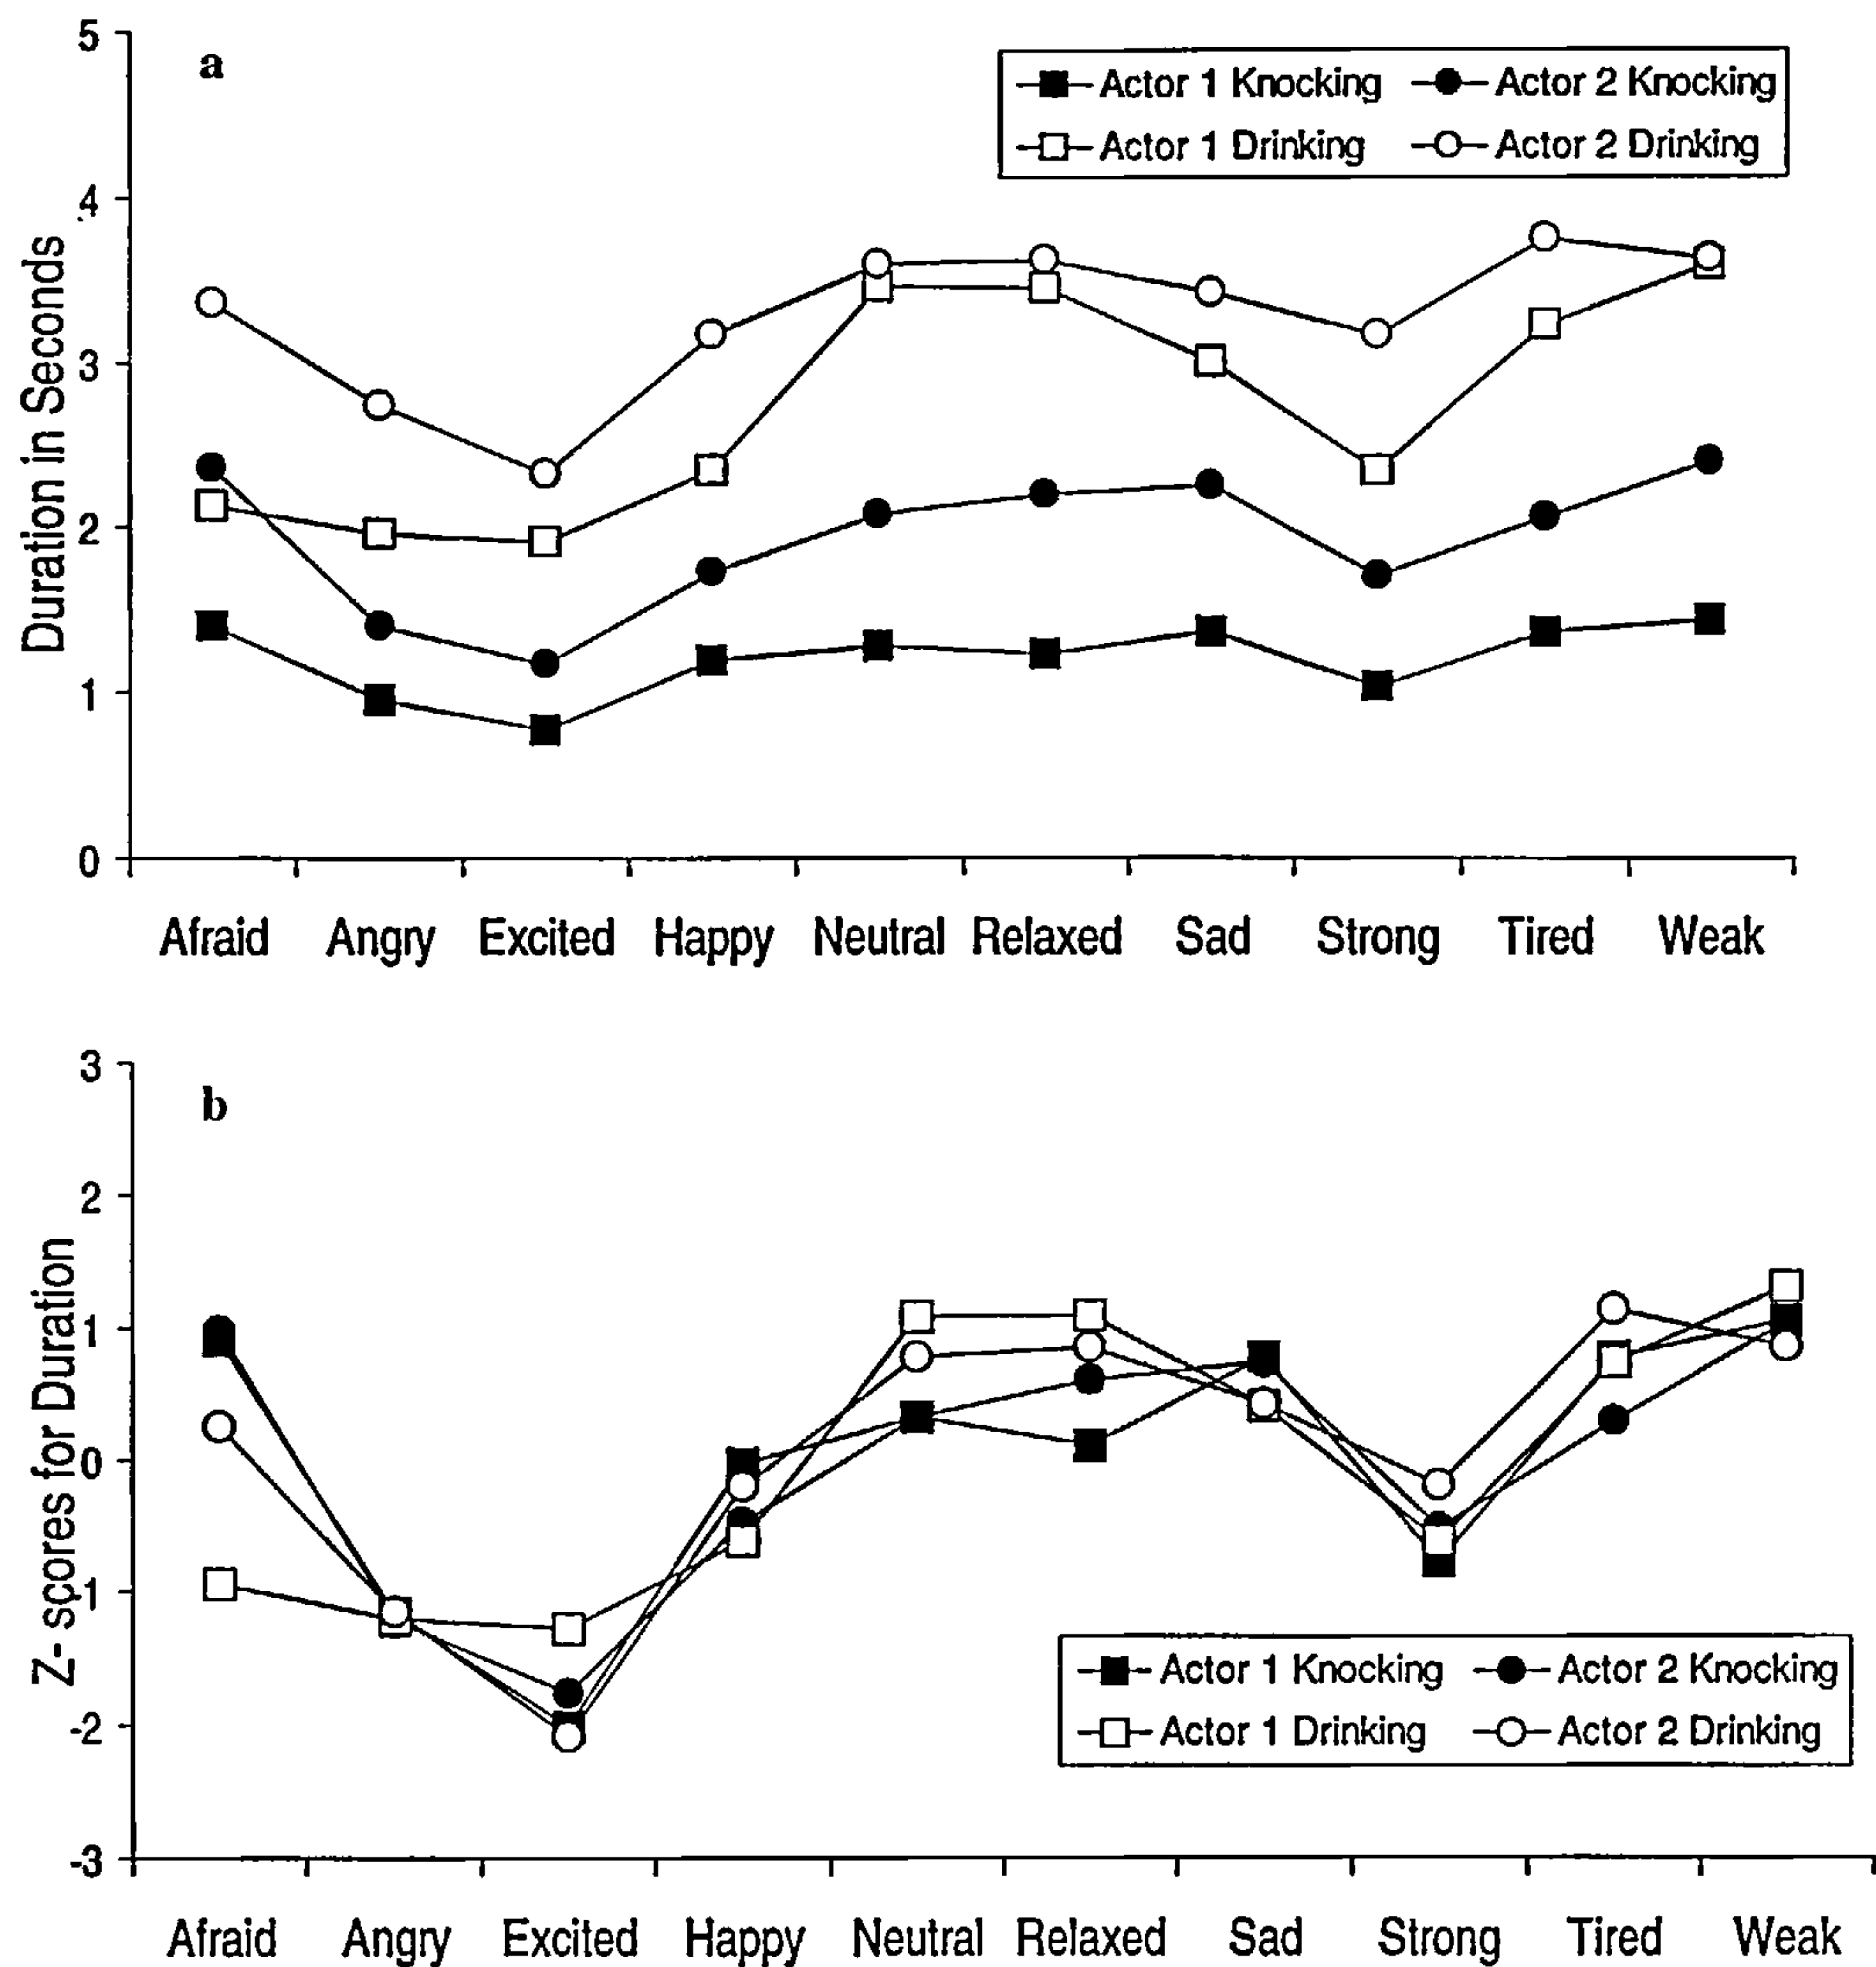 a
5
4
3
2
1
0
Duration in Seconds
Actor 1 Knocking Actor 2 Knocking
Actor 1 Drinking Actor 2 Drinking
Afraid Angry Excited Happy Neutral Relaxed Sad Strong Tired Weak
b
3
2
1
0
-1
-2
-3
Z- scores for Duration
Actor 1 Knocking Actor 2 Knocking
Actor 1 Drinking Actor 2 Drinking
Afraid Angry Excited Happy Neutral Relaxed Sad Strong Tired Weak